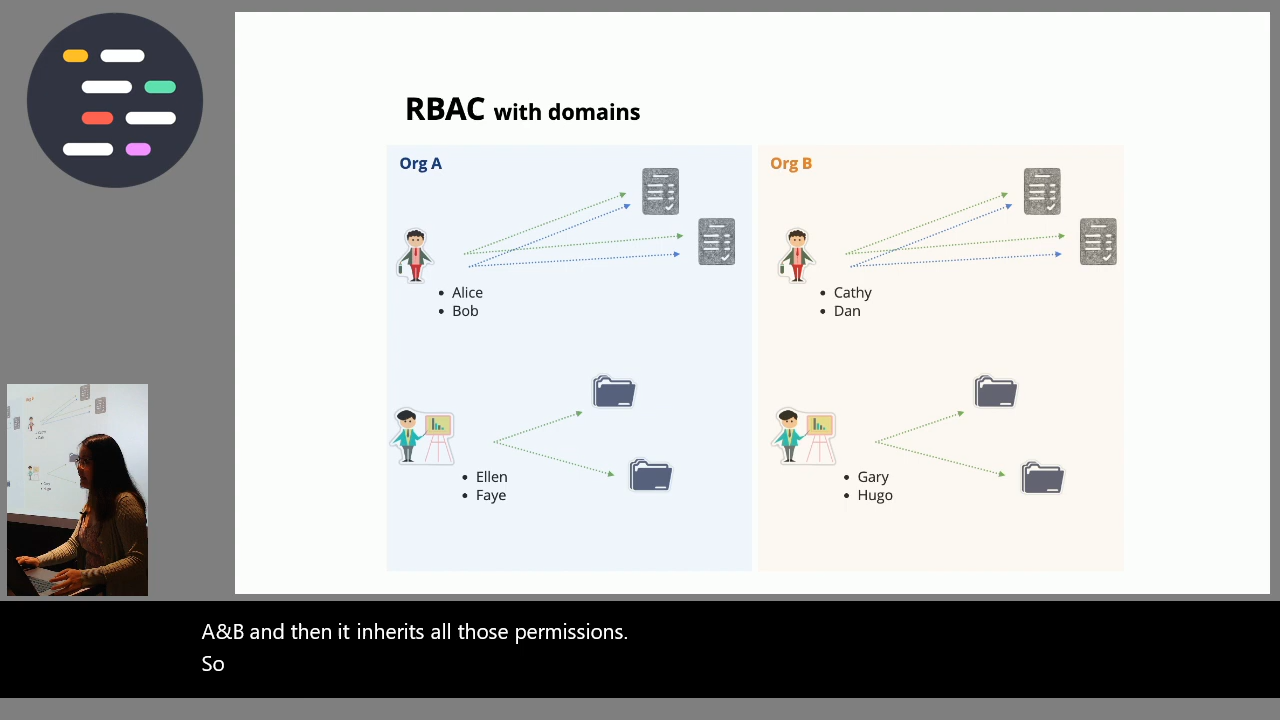 RBAC with domains
Org A
Org B
• Alice
• Bob
• Cathy
• Dan
• Ellen
• Faye
• Gary
• Hugo
A&B and then it inherits all those permissions.
So